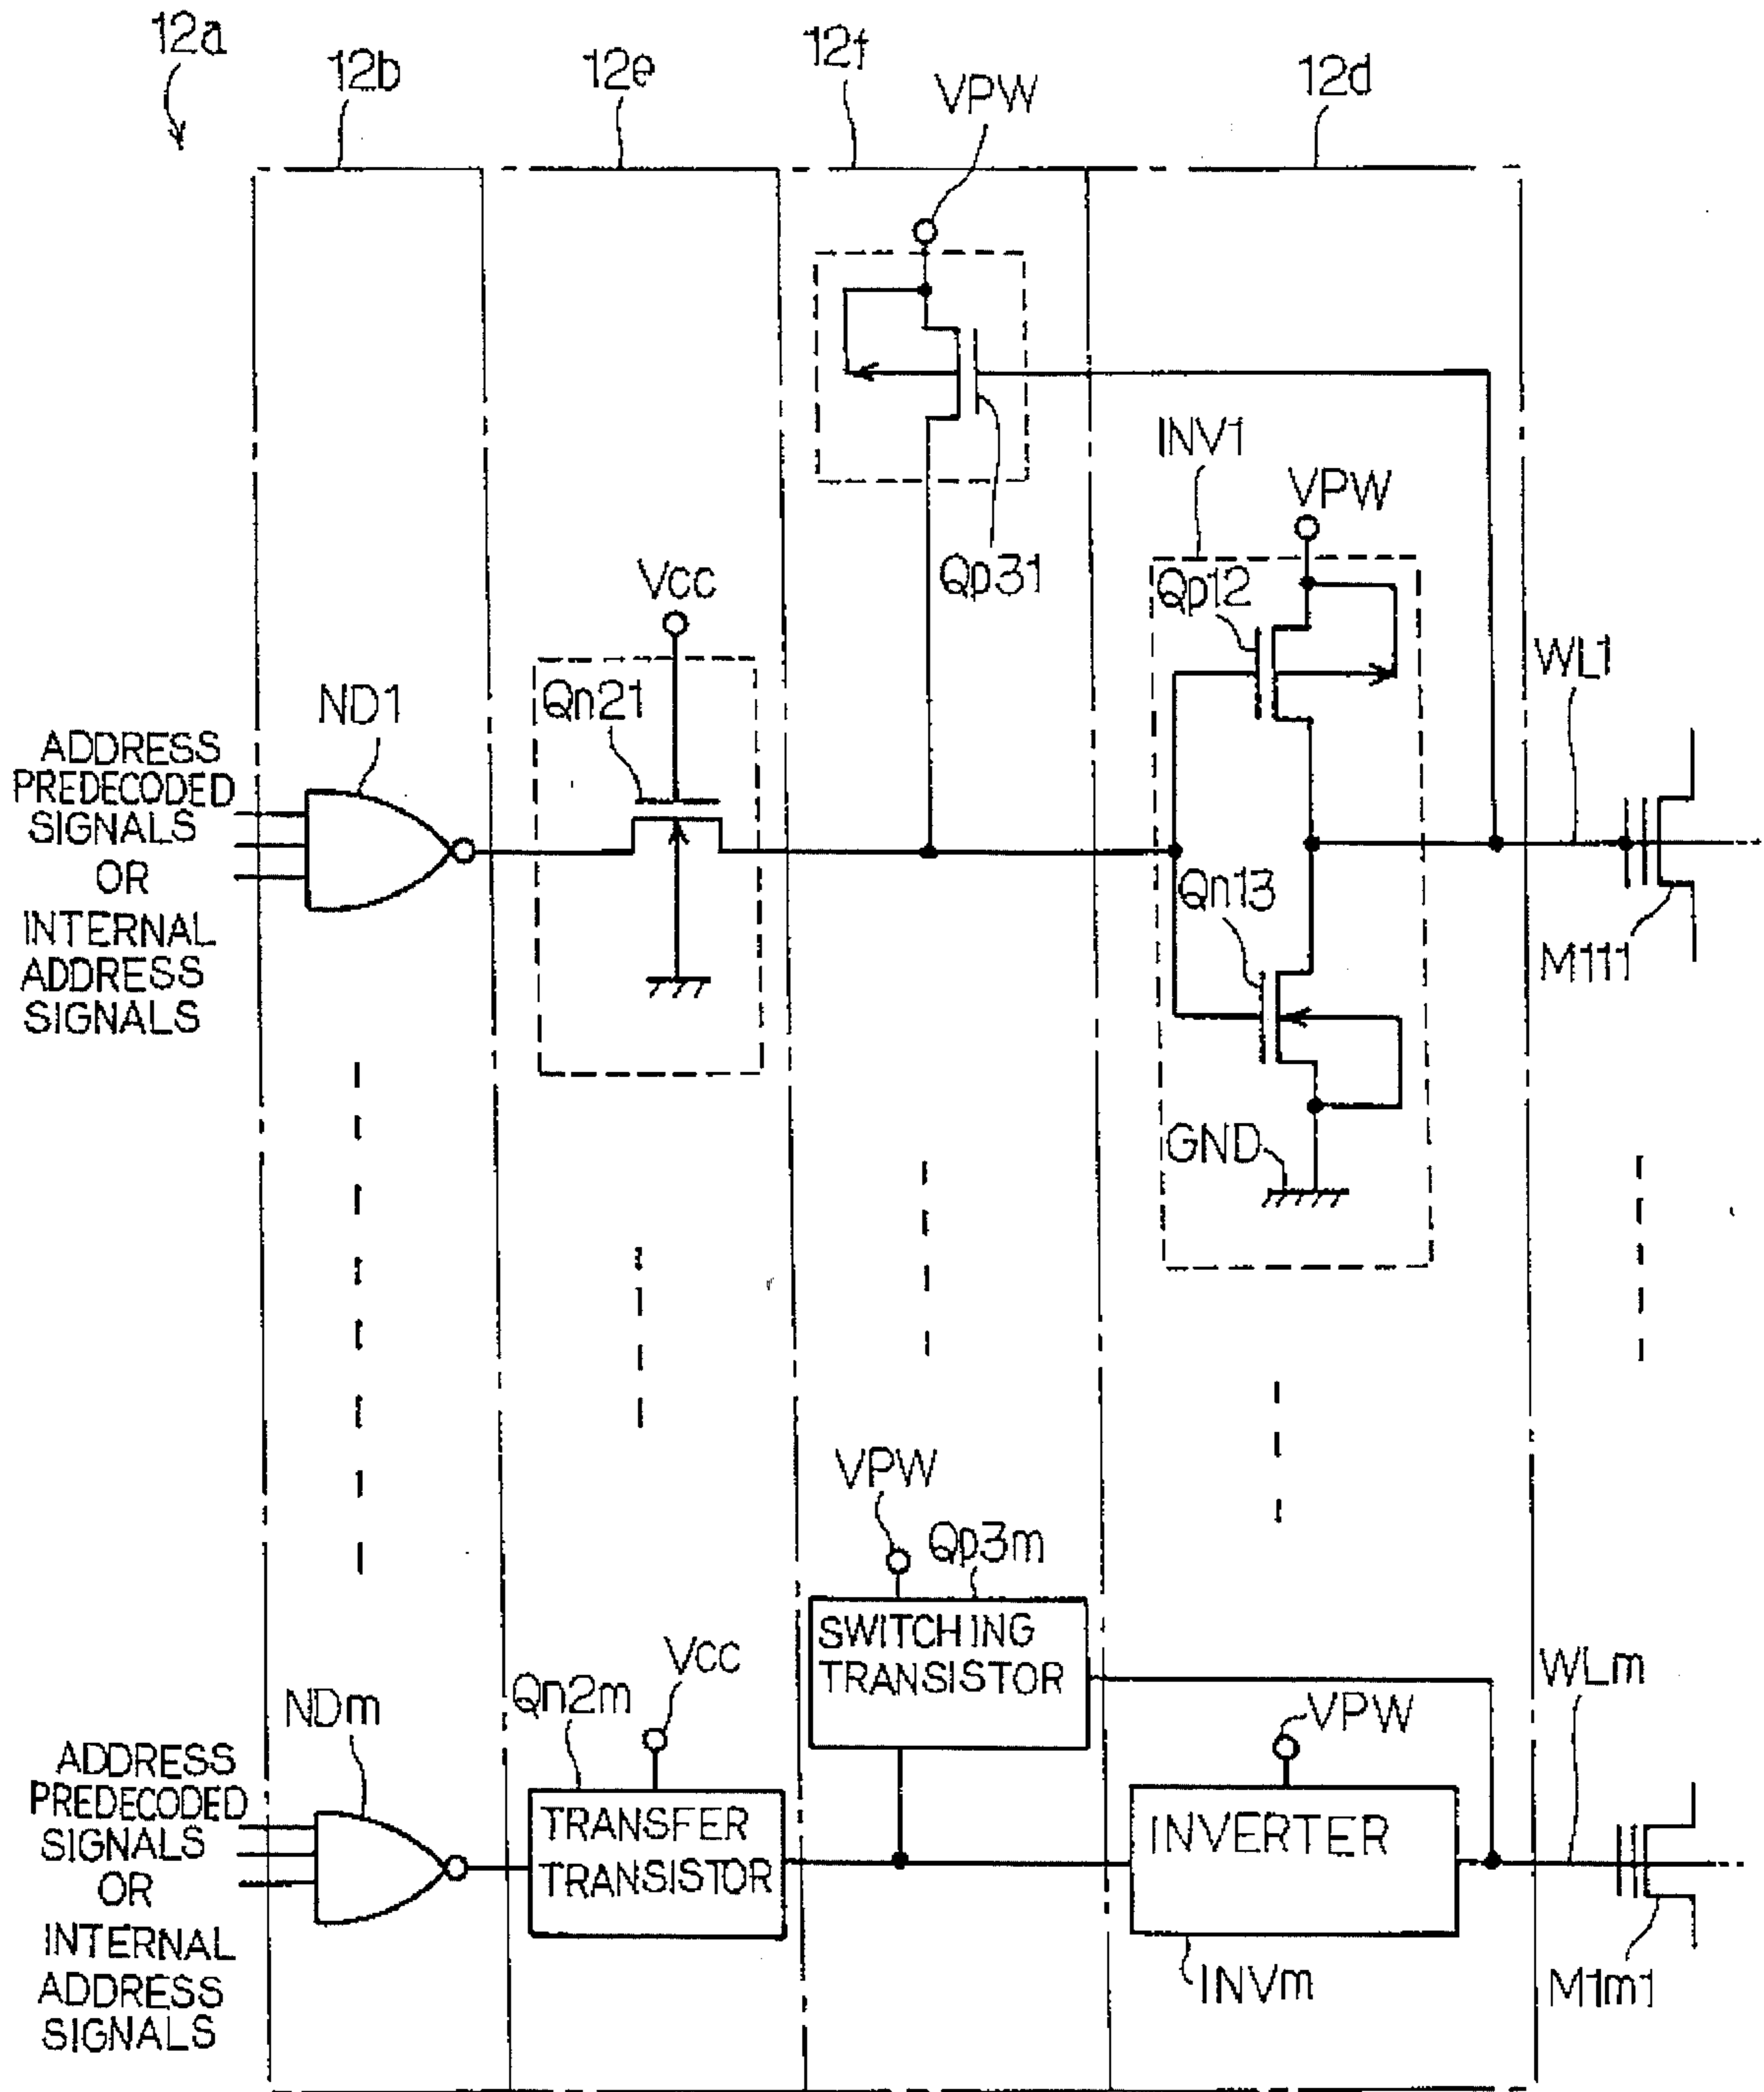 12a
12b
12e
12f
12d
VPW
INV1
VPW
Qp31
Qp12
Vcc
WL1
ND1
Qn21
ADDRESS
PREDECODED
SIGNALS
OR
INTERNAL
ADDRESS
SIGNALS
Qn13
M111
GND
VPW
Qp3m
SWITCHING
TRANSISTOR
Vcc
WLm
NDm
Qn2m
VPW
ADDRESS
PREDECODED
SIGNALS
OR
INTERNAL
ADDRESS
SIGNALS
TRANSFER
TRANSISTOR
INVERTER
INVm
M1m1